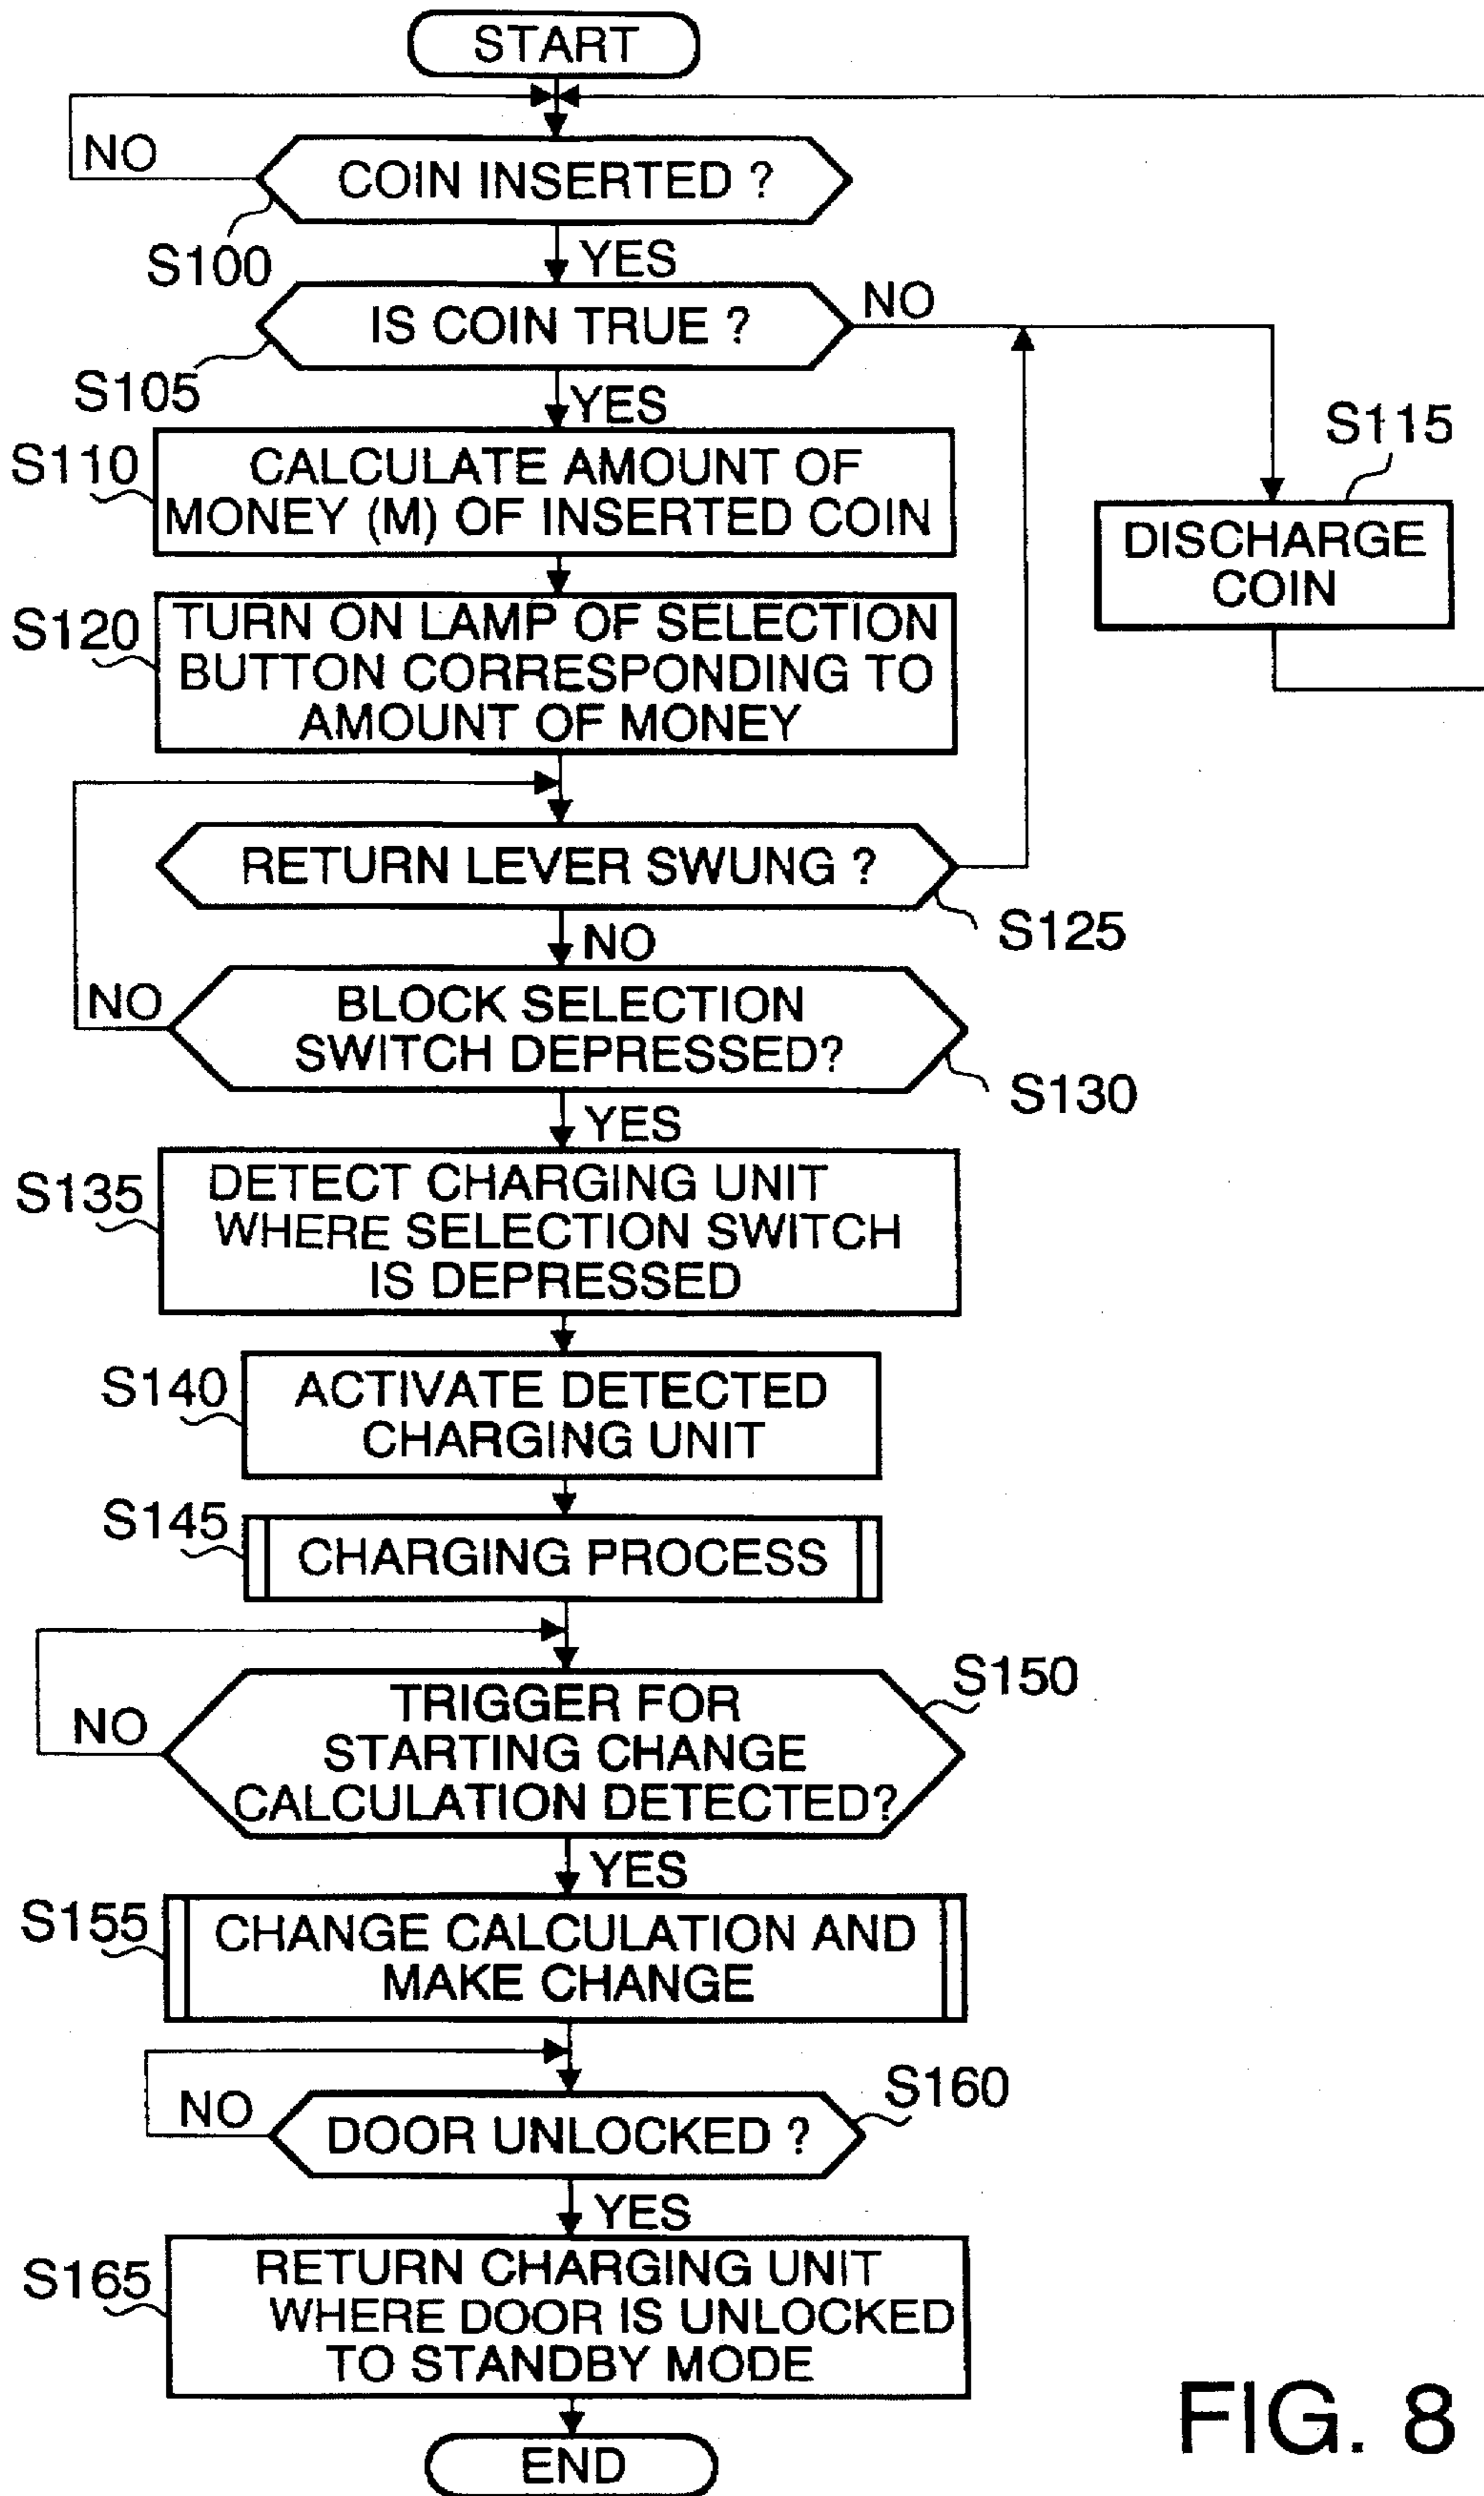 START
NO
COIN INSERTED ?
S100
YES
IS COIN TRUE ?
NO
S105
YES
S110
CALCULATE AMOUNT OF
MONEY (M) OF INSERTED COIN
S115
DISCHARGE
COIN
S120
TURN ON LAMP OF SELECTION
BUTTON CORRESPONDING TO
AMOUNT OF MONEY
RETURN LEVER SWUNG ?
S125
NO
NO
BLOCK SELECTION
SWITCH DEPRESSED?
S130
YES
S135
DETECT CHARGING UNIT
WHERE SELECTION SWITCH
IS DEPRESSED
S140
ACTIVATE DETECTED
CHARGING UNIT
S145
CHARGING PROCESS
S150
NO
TRIGGER FOR
STARTING CHANGE
CALCULATION DETECTED?
YES
S155
CHANGE CALCULATION AND
MAKE CHANGE
S160
NO
DOOR UNLOCKED ?
YES
S165
RETURN CHARGING UNIT
WHERE DOOR IS UNLOCKED
TO STANDBY MODE
END
FIG. 8